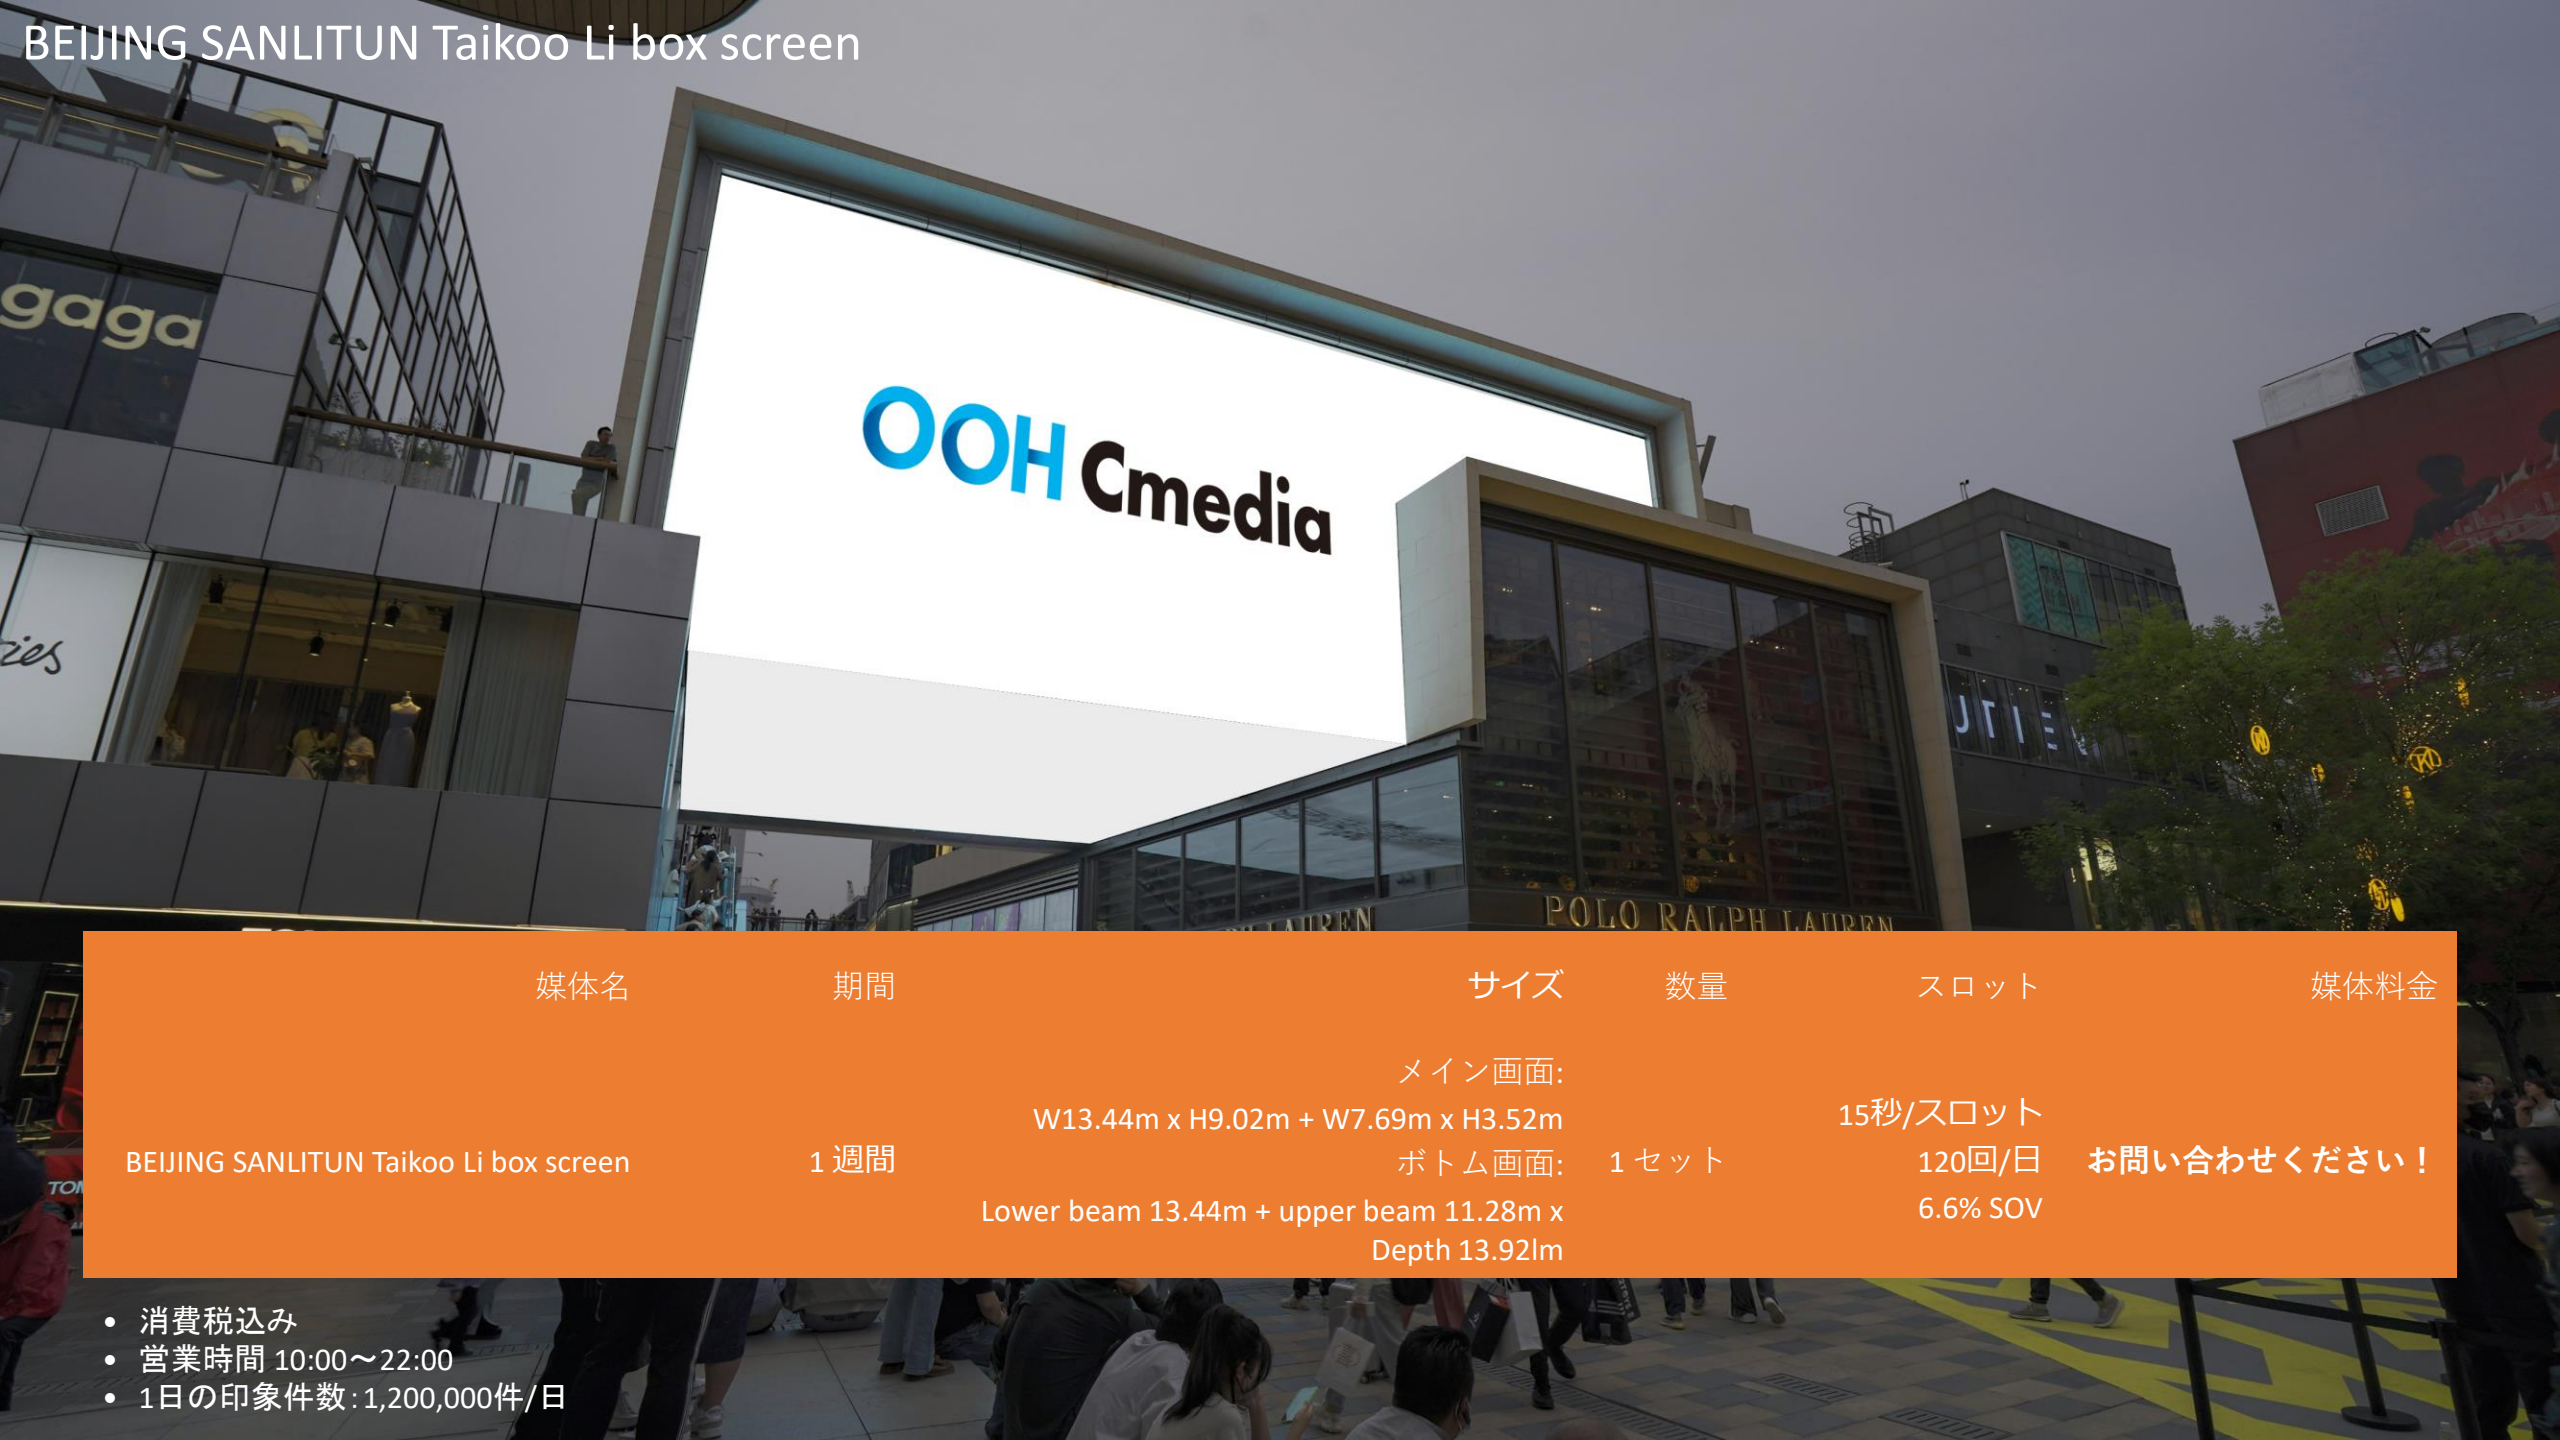 BEIJING SANLITUN Taikoo Li box screen
gaga
OOH Cmedia
ies
UTIE
POLO RALPH LAUREN
媒体名 期間 サイズ 数量 スロット 媒体料金
BEIJING SANLITUN Taikoo Li box screen
1 週間
メイン画面:
W13.44m x H9.02m + W7.69m x H3.52m
ボトム画面:
Lower beam 13.44m + upper beam 11.28m x
Depth 13.92lm
1 セット
15秒/スロット
120回/日
6.6% SOV
お問い合わせください！
TOM
• 消費税込み
• 営業時間 10:00～22:00
• 1日の印象件数：1,200,000件/日